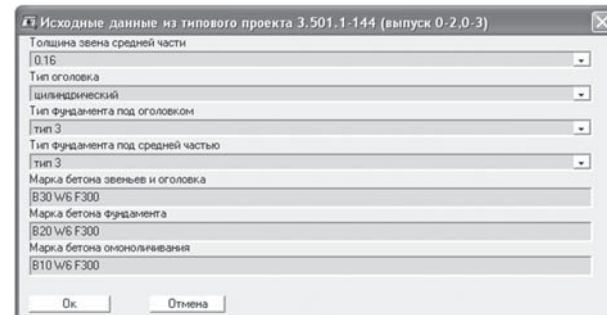 Исходные данные из типового проекта 3.501.1-144 (выпуск 0-2,0-3)
Толщина звена средней части
0.16
Тип оголовка
цилиндрический
Тип фундамента под оголовком
тип 3
Тип фундамента под средней частью
тип 3
Марка бетона звеньев и оголовка
B30 W6 F300
Марка бетона фундамента
B20 W6 F300
Марка бетона омоноличивания
B10 W6 F300
Ок Отмена